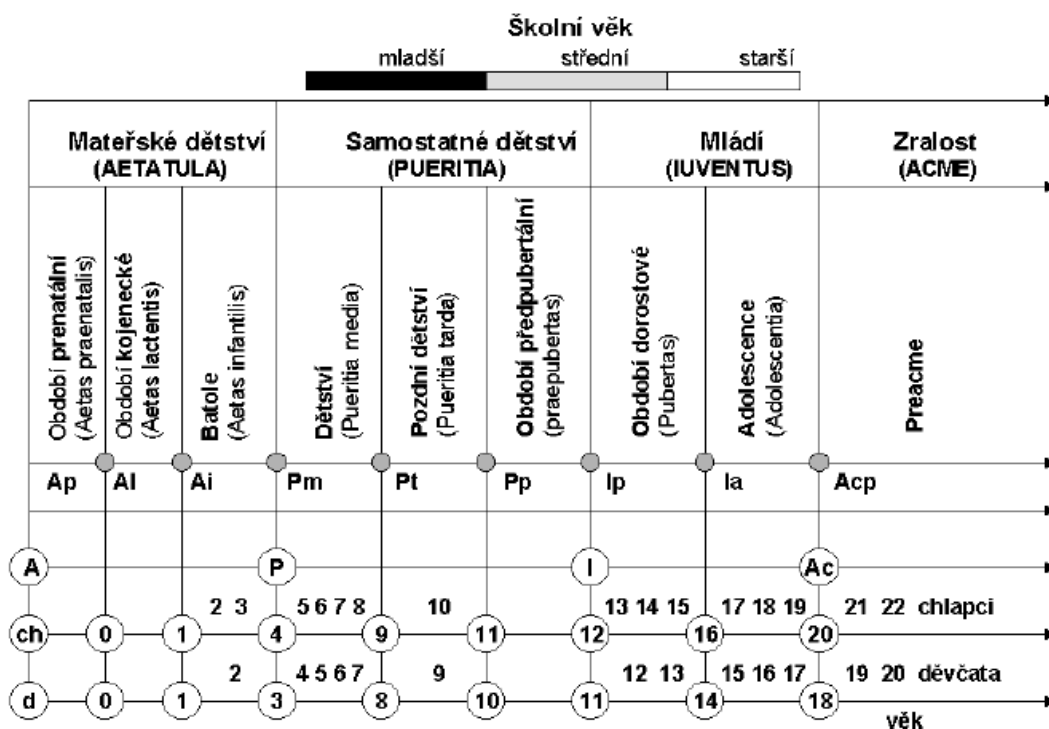 Školní věk
mladší střední starší
Mateřské dětství
(AETATULA)
Samostatné dětství
(PUERITIA)
Mládí
(IUVENTUS)
Zralost
(ACME)
Období prenatální
(Aetas praenatalis)
Období kojenecké
(Aetas lactentis)
Batole
(Aetas infantilis)
Dětství
(Pueritia media)
Pozdní dětství
(Pueritia tarda)
Období předpubertální
(praepubertas)
Období dorostové
(Pubertas)
Adolescence
(Adolescentia)
Preacme
Ap Al Ai Pm Pt Pp Ip Ia Acp
A P I Ac
2 3 5 6 7 8 10 13 14 15 17 18 19 21 22 chlapci
ch 0 1 4 9 11 12 16 20
2 4 5 6 7 9 12 13 15 16 17 19 20 děvčata
d 0 1 3 8 10 11 14 18
věk